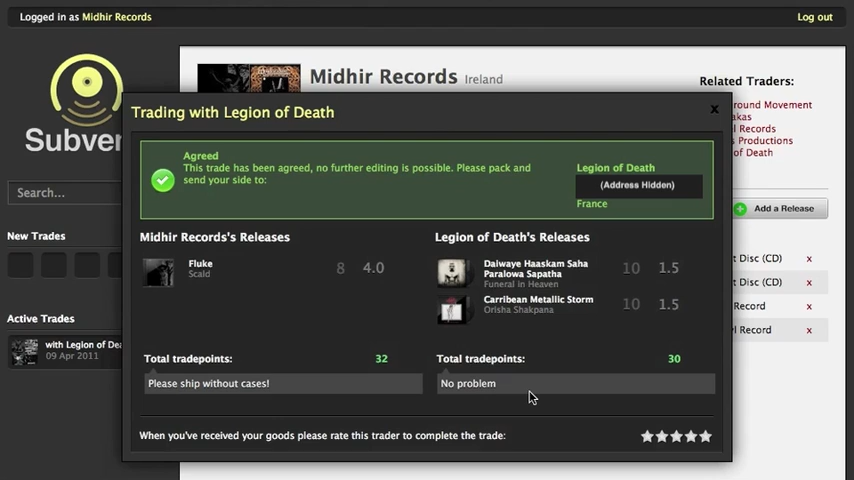 Logged in as Midhir Records
Log out
Midhir Records Ireland
Related Traders:
Trading with Legion of Death
x
Subve
Agreed
This trade has been agreed, no further editing is possible. Please pack and
send your side to:
Legion of Death
(Address Hidden)
France
Search...
Add a Release
New Trades
Midhir Records's Releases
Legion of Death's Releases
Fluke
Scald
8 4.0
Daiwaye Haaskam Saha
Paralowa Sapatha
Funeral in Heaven
10 1.5
Carribean Metallic Storm
Orisha Shakpana
10 1.5
Active Trades
with Legion of Dea
09 Apr 2011
Total tradepoints: 32
Total tradepoints: 30
Please ship without cases!
No problem
When you've received your goods please rate this trader to complete the trade:
ound Movement
akas
l Records
s Productions
of Death
t Disc (CD) x
t Disc (CD) x
Record x
yl Record x